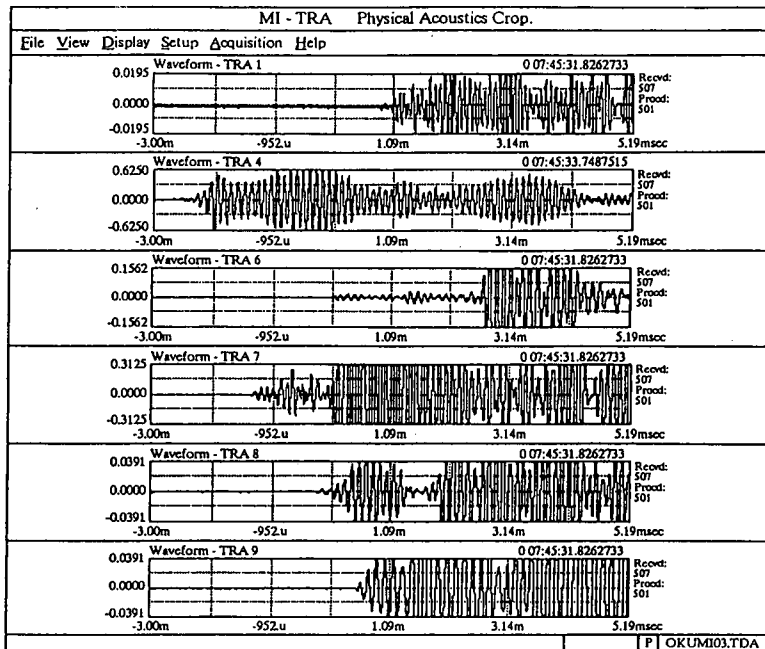 MI - TRA Physical Acoustics Crop.
File View Display Setup Acquisition Help
Waveform - TRA 1 0 07:45:31.8262733
0.0195
0.0000
-0.0195
Recvd:
507
Procd:
501
-3.00m -952.u 1.09m 3.14m 5.19msec
Waveform - TRA 4 0 07:45:33.7487515
0.6250
0.0000
-0.6250
Recvd:
507
Procd:
501
-3.00m -952.u 1.09m 3.14m 5.19msec
Waveform - TRA 6 0 07:45:31.8262733
0.1562
0.0000
-0.1562
Recvd:
507
Procd:
501
-3.00m -952.u 1.09m 3.14m 5.19msec
Waveform - TRA 7 0 07:45:31.8262733
0.3125
0.0000
-0.3125
Recvd:
507
Procd:
501
-3.00m -952.u 1.09m 3.14m 5.19msec
Waveform - TRA 8 0 07:45:31.8262733
0.0391
0.0000
-0.0391
Recvd:
507
Procd:
501
-3.00m -952.u 1.09m 3.14m 5.19msec
Waveform - TRA 9 0 07:45:31.8262733
0.0391
0.0000
-0.0391
Recvd:
507
Procd:
501
-3.00m -952.u 1.09m 3.14m 5.19msec
P OKUMI03.TDA